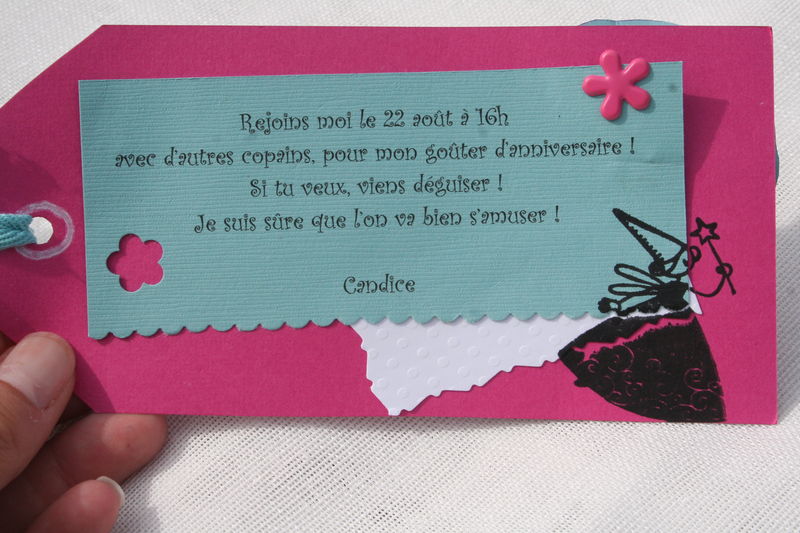 Rejoins moi le 22 août à 16h
avec d'autres copains, pour mon goûter d'anniversaire !
Si tu veux, viens déguiser !
Je suis sûre que l'on va bien s'amuser !
Candice